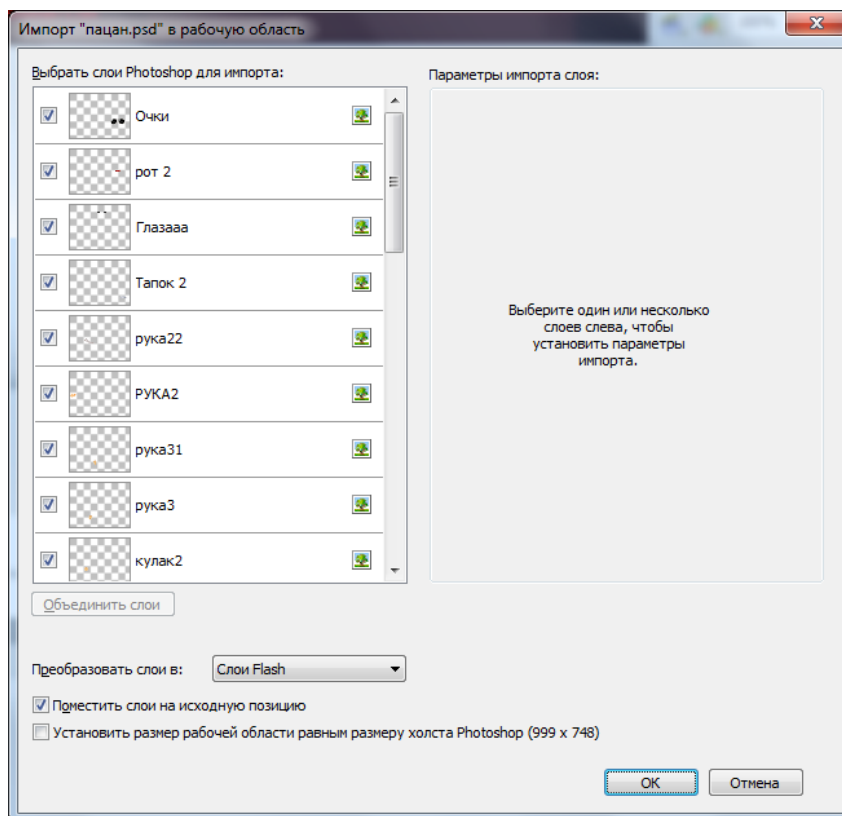 Импорт "пацан.psd" в рабочую область
Выбрать слои Photoshop для импорта:
Параметры импорта слоя:
Очки
рот 2
Глазааа
Тапок 2
рука22
РУКА2
рука31
рука3
кулак2
Выберите один или несколько
слоев слева, чтобы
установить параметры
импорта.
Объединить слои
Преобразовать слои в: Слои Flash
Поместить слои на исходную позицию
Установить размер рабочей области равным размеру холста Photoshop (999 x 748)
ОК Отмена